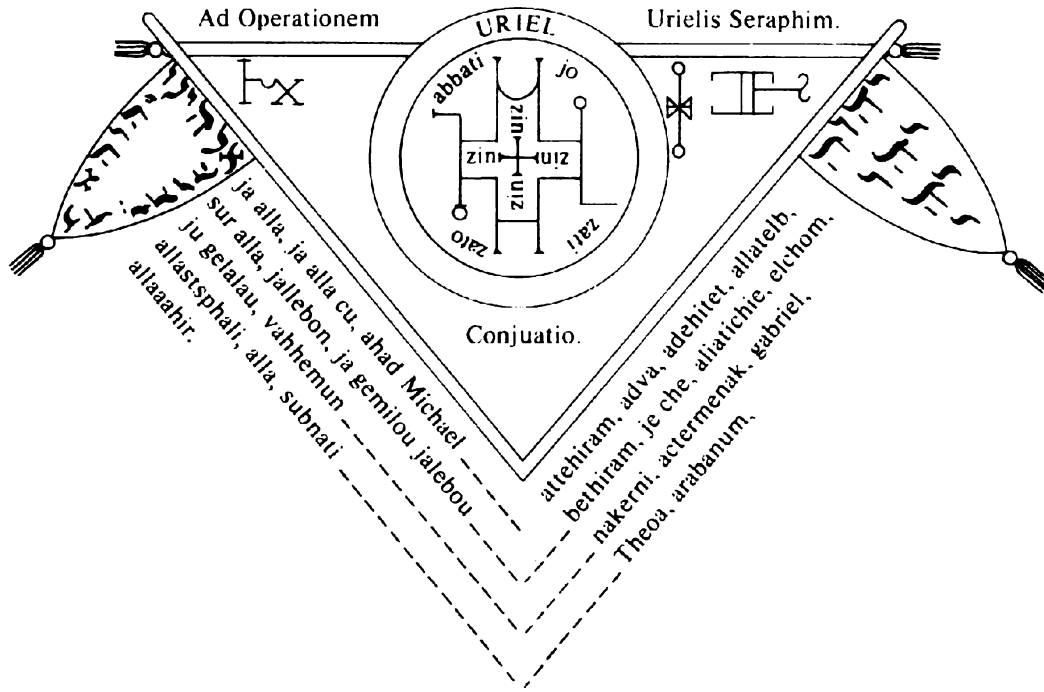 Ad Operationem
Urielis Seraphim.
URIEL
abbati
jo
zin
zin
zin
uiz
zato
zati
Conjuatio.
ja alla, ja alla cu, ahad Michael
sur alla, jallebon, ja gemilou jalebou
ju gelalau, vahhemun
allastsphali, alla, subnati
allaaahir.
attehiram, adva, adehitet, allatelb,
bethiram, je che, aliatichie, elchom,
nakerni, actermenak, gabriel,
Theoa, arabanum,